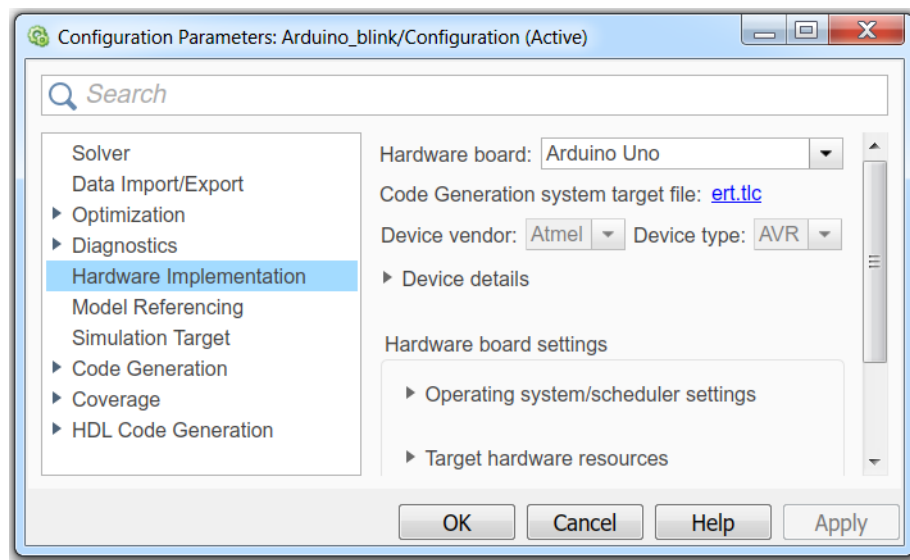 Configuration Parameters: Arduino_blink/Configuration (Active)
Search
Solver
Data Import/Export
Optimization
Diagnostics
Hardware Implementation
Model Referencing
Simulation Target
Code Generation
Coverage
HDL Code Generation
Hardware board: Arduino Uno
Code Generation system target file: ert.tlc
Device vendor: Atmel Device type: AVR
Device details
Hardware board settings
Operating system/scheduler settings
Target hardware resources
OK Cancel Help Apply